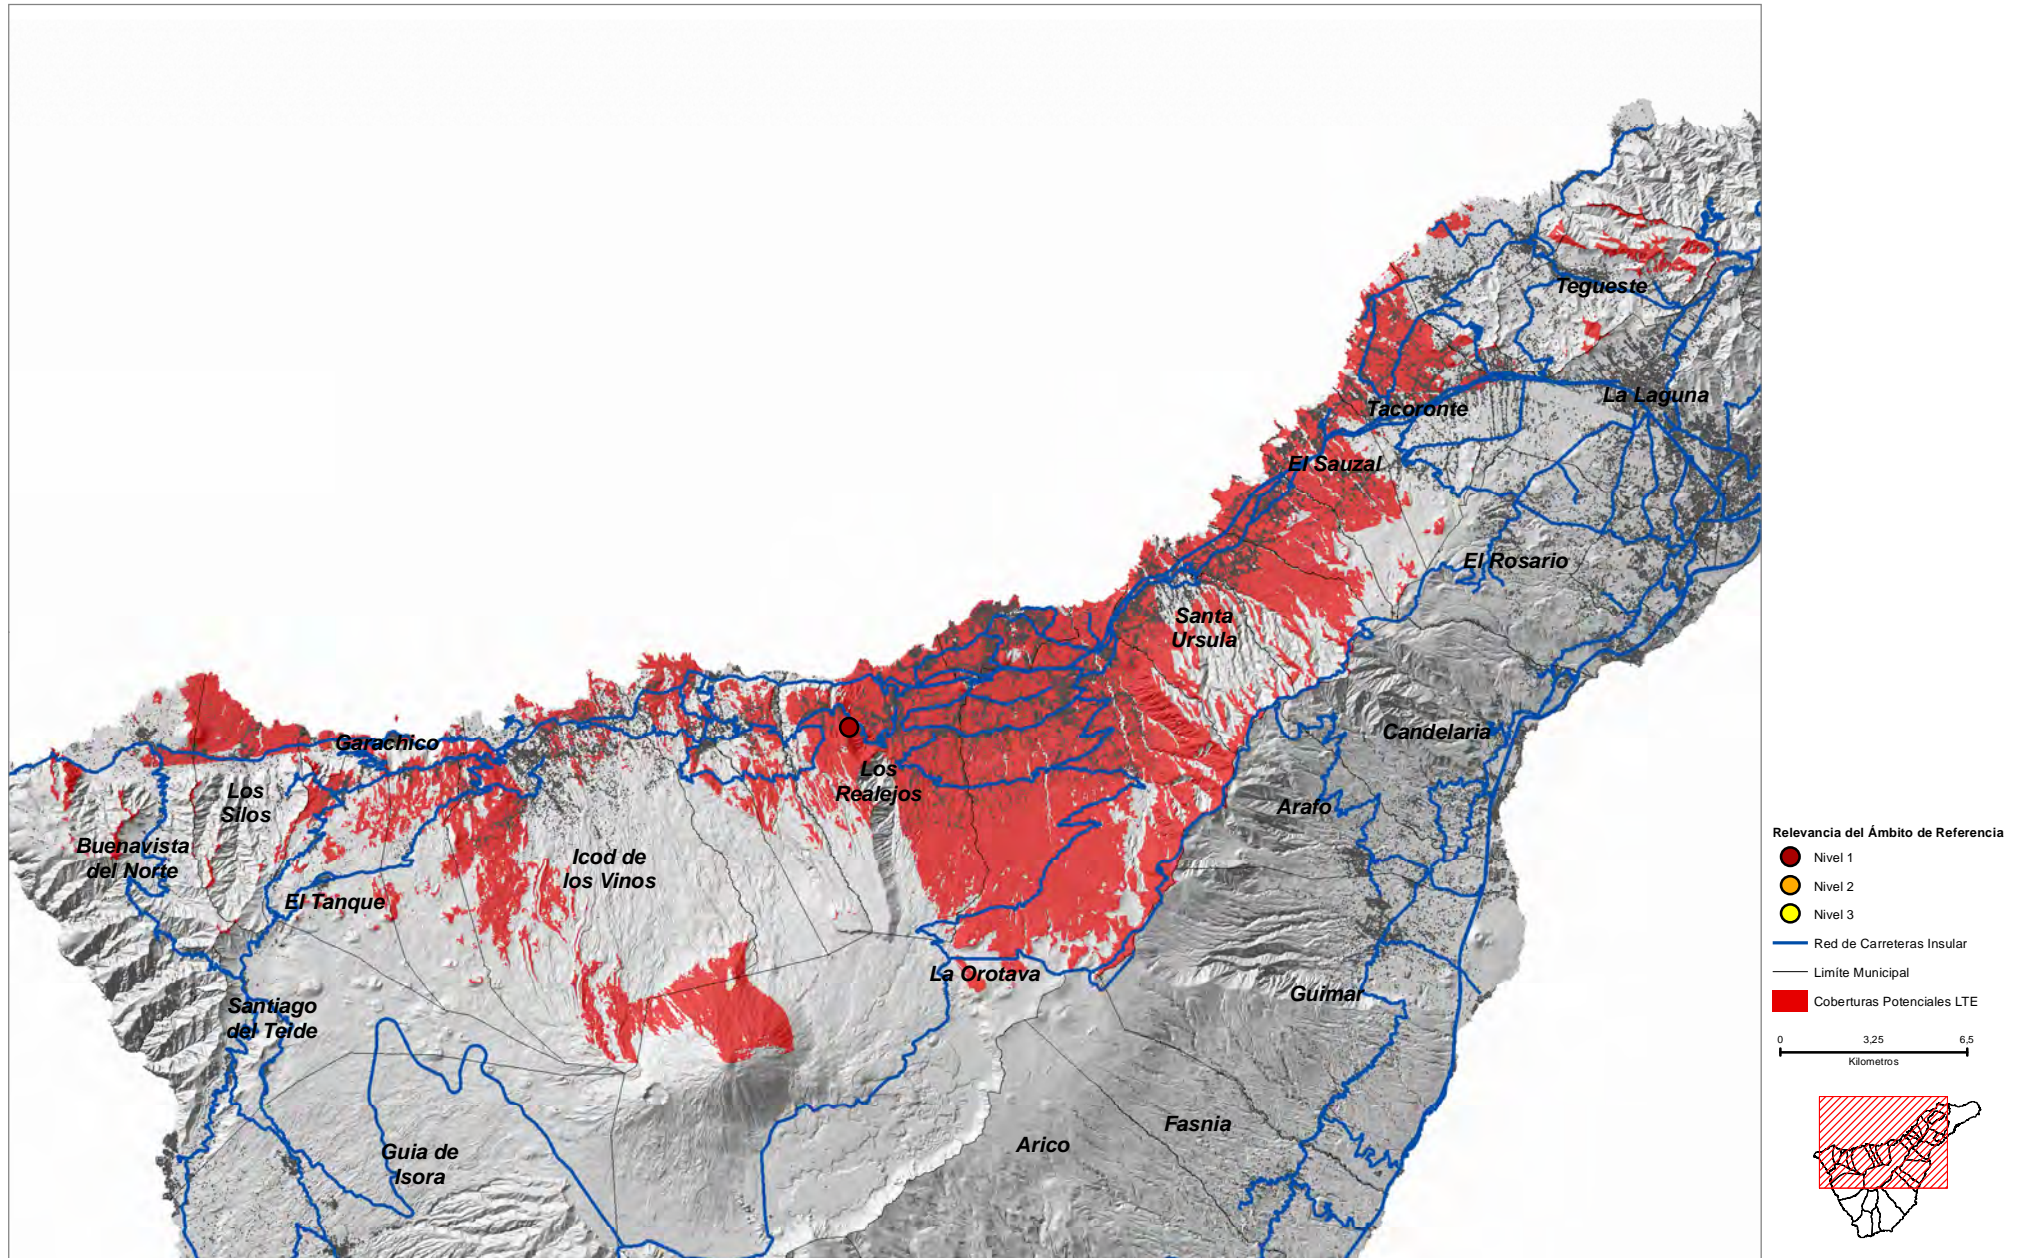 Tegueste
La Laguna
Tacoronte
El Sauzal
El Rosario
Santa
Ursula
Candelaria
Garachico
Los
Realejos
Los
Silos
Arafo
Buenavista
del Norte
Icod de
los Vinos
El Tanque
La Orotava
Guimar
Santiago
del Teide
Fasnia
Arico
Guia de
Isora
Relevancia del Ámbito de Referencia
Nivel 1
Nivel 2
Nivel 3
Red de Carreteras Insular
Limíte Municipal
Coberturas Potenciales LTE
0 3,25 6,5
Kilometros